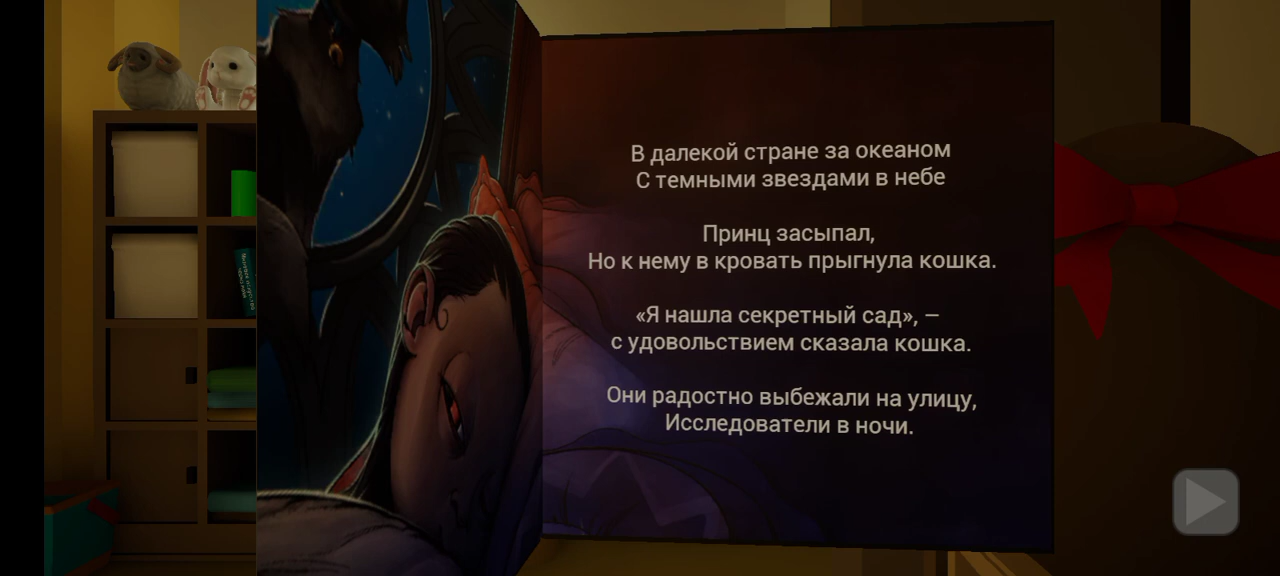 В далекой стране за океаном
С темными звездами в небе
Принц засыпал,
Но к нему в кровать прыгнула кошка.
«Я нашла секретный сад», –
с удовольствием сказала кошка.
Они радостно выбежали на улицу,
Исследователи в ночи.